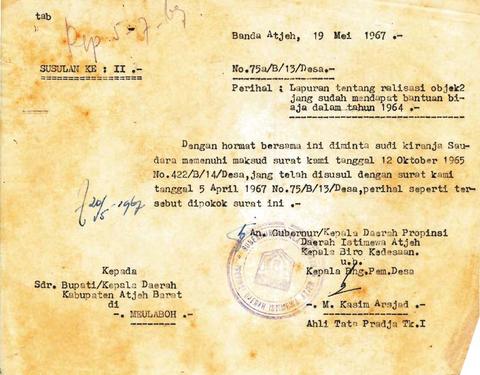 tab
Banda Atjeh, 19 Mei 1967 .-
SUSULAN KE : II .-
No.75a/B/13/Desa.-
Perihal : Lapuran tentang ralisasi objek2
jang sudah mendapat bantuan bi-
aja dalam tahun 1964 .-
Dengan hormat bersama ini diminta sudi kiranja Sau-
dara memenuhi maksud surat kami tanggal 12 Oktober 1965
No.422/B/14/Desa,jang telah disusul dengan surat kami
tanggal 5 April 1967 No.75/B/13/Desa,perihal seperti ter-
sebut dipokok surat ini .-
20/5-1967
An. Gubernur/Kepala Daerah Propinsi
Daerah Istimewa Atjeh
Kepala Biro Kedesaan.
u.b.
Kepala Bhg.Pem.Desa
Kepada
Sdr. Bupati/Kepala Daerah
Kabupaten Atjeh Barat
di
-. MEULABOH .-
-. M. Kasim Arsjad .-
Ahli Tata Pradja Tk.I